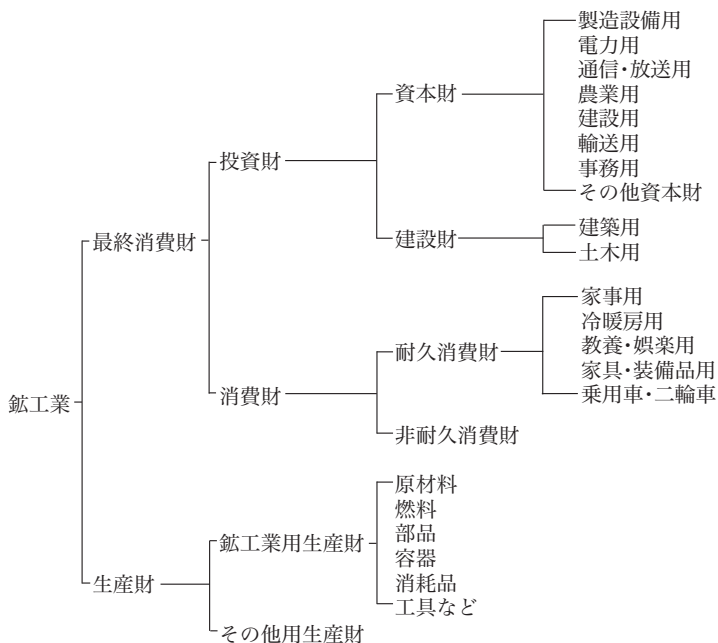 鉱工業
最終消費財
投資財
資本財
製造設備用
電力用
通信・放送用
農業用
建設用
輸送用
事務用
その他資本財
建設財
建築用
土木用
消費財
耐久消費財
家事用
冷暖房用
教養・娯楽用
家具・装備品用
乗用車・二輪車
非耐久消費財
生産財
鉱工業用生産財
原材料
燃料
部品
容器
消耗品
工具など
その他用生産財